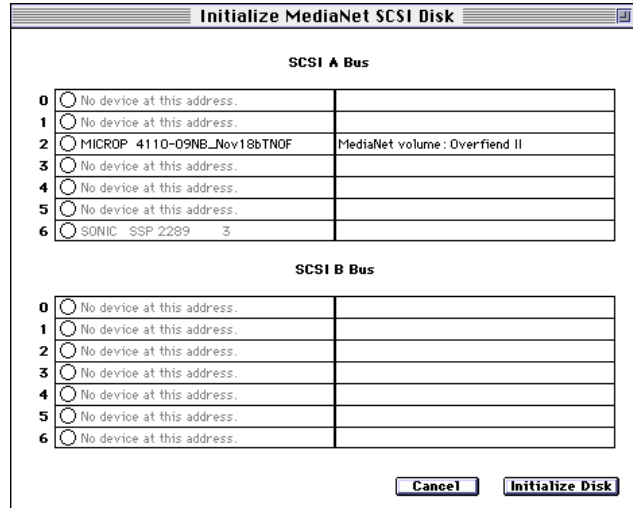 Initialize MediaNet SCSI Disk
SCSI A Bus
0 No device at this address.
1 No device at this address.
2 MICROP 4110-09NB_Nov18bTN0F MediaNet volume: Overfiend II
3 No device at this address.
4 No device at this address.
5 No device at this address.
6 SONIC SSP 2289 3
SCSI B Bus
0 No device at this address.
1 No device at this address.
2 No device at this address.
3 No device at this address.
4 No device at this address.
5 No device at this address.
6 No device at this address.
Cancel Initialize Disk